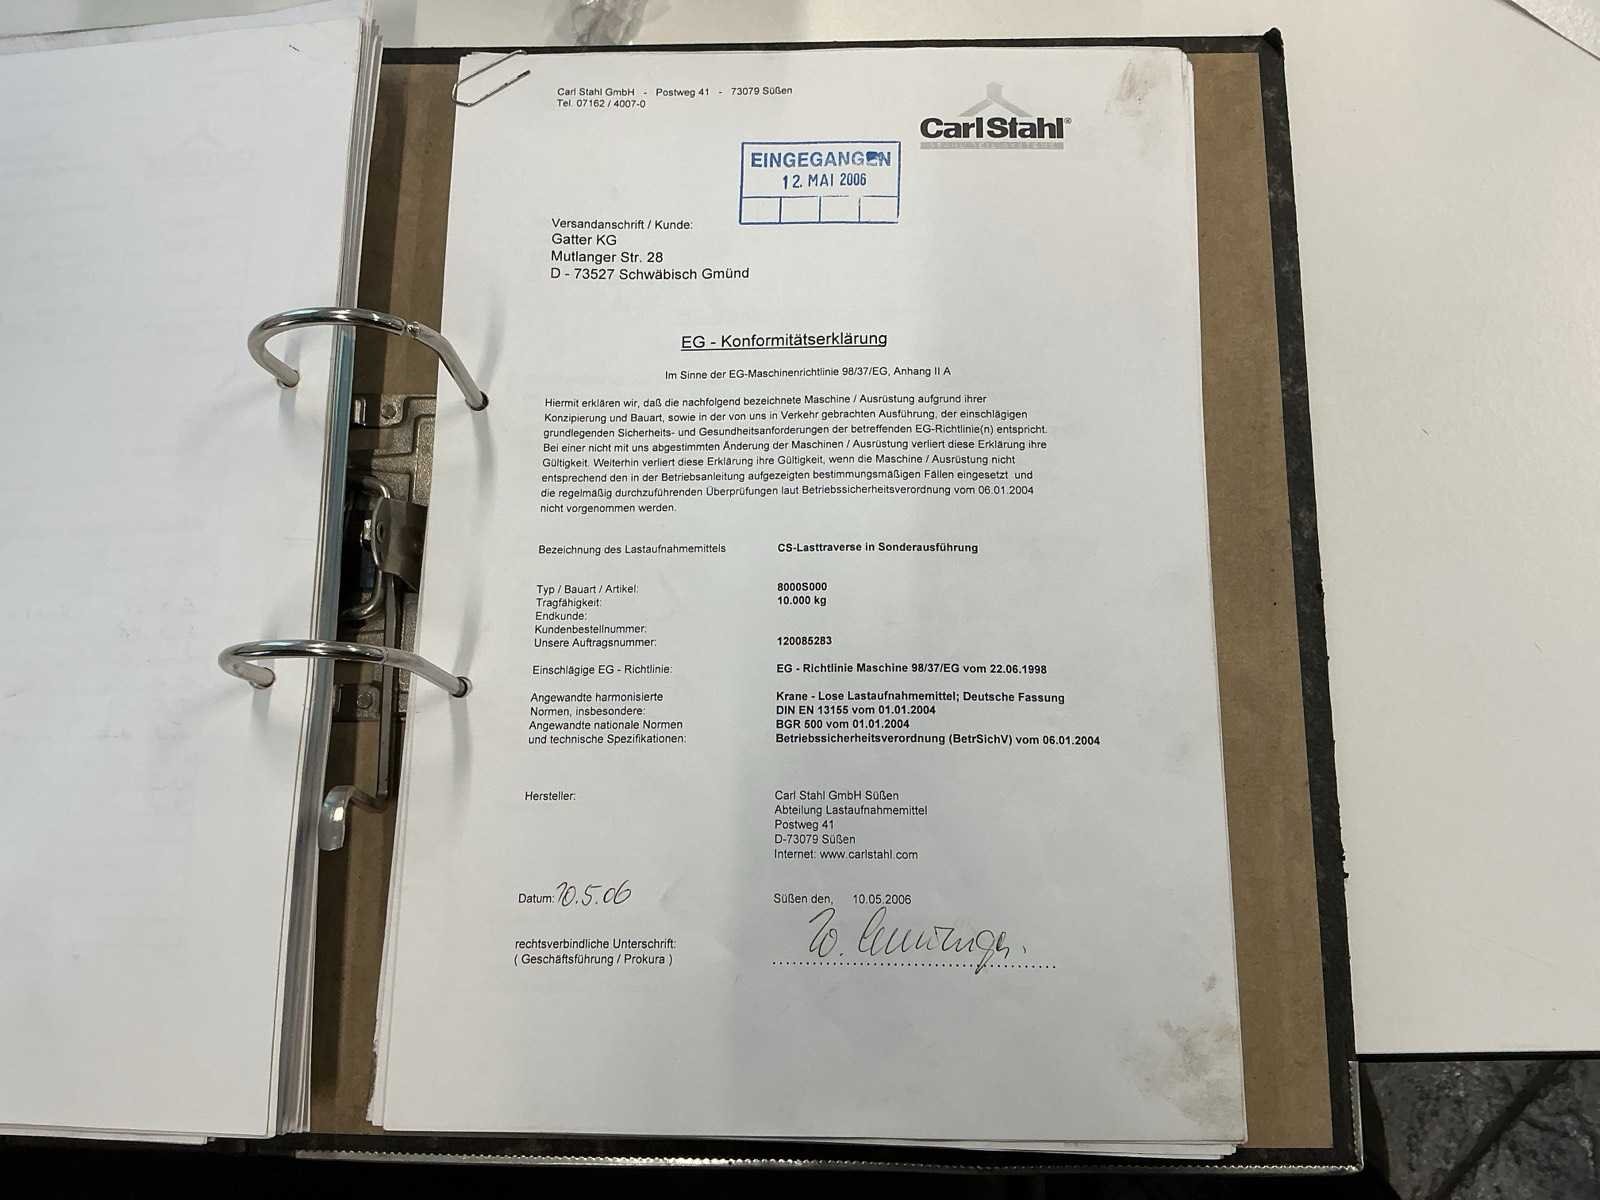 Carl Stahl GmbH - Postweg 41 - 73079 Süßen
Tel. 07162 / 4007-0
CarlStahl®
EINGEGANGEN
12. MAI 2006
Versandanschrift / Kunde:
Gatter KG
Mutlanger Str. 28
D - 73527 Schwäbisch Gmünd
EG - Konformitätserklärung
Im Sinne der EG-Maschinenrichtlinie 98/37/EG, Anhang II A
Hiermit erklären wir, daß die nachfolgend bezeichnete Maschine / Ausrüstung aufgrund ihrer
Konzipierung und Bauart, sowie in der von uns in Verkehr gebrachten Ausführung, der einschlägigen
grundlegenden Sicherheits- und Gesundheitsanforderungen der betreffenden EG-Richtlinie(n) entspricht.
Bei einer nicht mit uns abgestimmten Änderung der Maschinen / Ausrüstung verliert diese Erklärung ihre
Gültigkeit. Weiterhin verliert diese Erklärung ihre Gültigkeit, wenn die Maschine / Ausrüstung nicht
entsprechend den in der Betriebsanleitung aufgezeigten bestimmungsmäßigen Fällen eingesetzt und
die regelmäßig durchzuführenden Überprüfungen laut Betriebssicherheitsverordnung vom 06.01.2004
nicht vorgenommen werden.
Bezeichnung des Lastaufnahmemittels CS-Lasttraverse in Sonderausführung
Typ / Bauart / Artikel: 8000S000
Tragfähigkeit: 10.000 kg
Endkunde:
Kundenbestellnummer:
Unsere Auftragsnummer: 120085283
Einschlägige EG - Richtlinie: EG - Richtlinie Maschine 98/37/EG vom 22.06.1998
Angewandte harmonisierte Krane - Lose Lastaufnahmemittel; Deutsche Fassung
Normen, insbesondere: DIN EN 13155 vom 01.01.2004
Angewandte nationale Normen BGR 500 vom 01.01.2004
und technische Spezifikationen: Betriebssicherheitsverordnung (BetrSichV) vom 06.01.2004
Hersteller: Carl Stahl GmbH Süßen
Abteilung Lastaufnahmemittel
Postweg 41
D-73079 Süßen
Internet: www.carlstahl.com
Datum: 10.5.06 Süßen den, 10.05.2006
rechtsverbindliche Unterschrift:
( Geschäftsführung / Prokura )